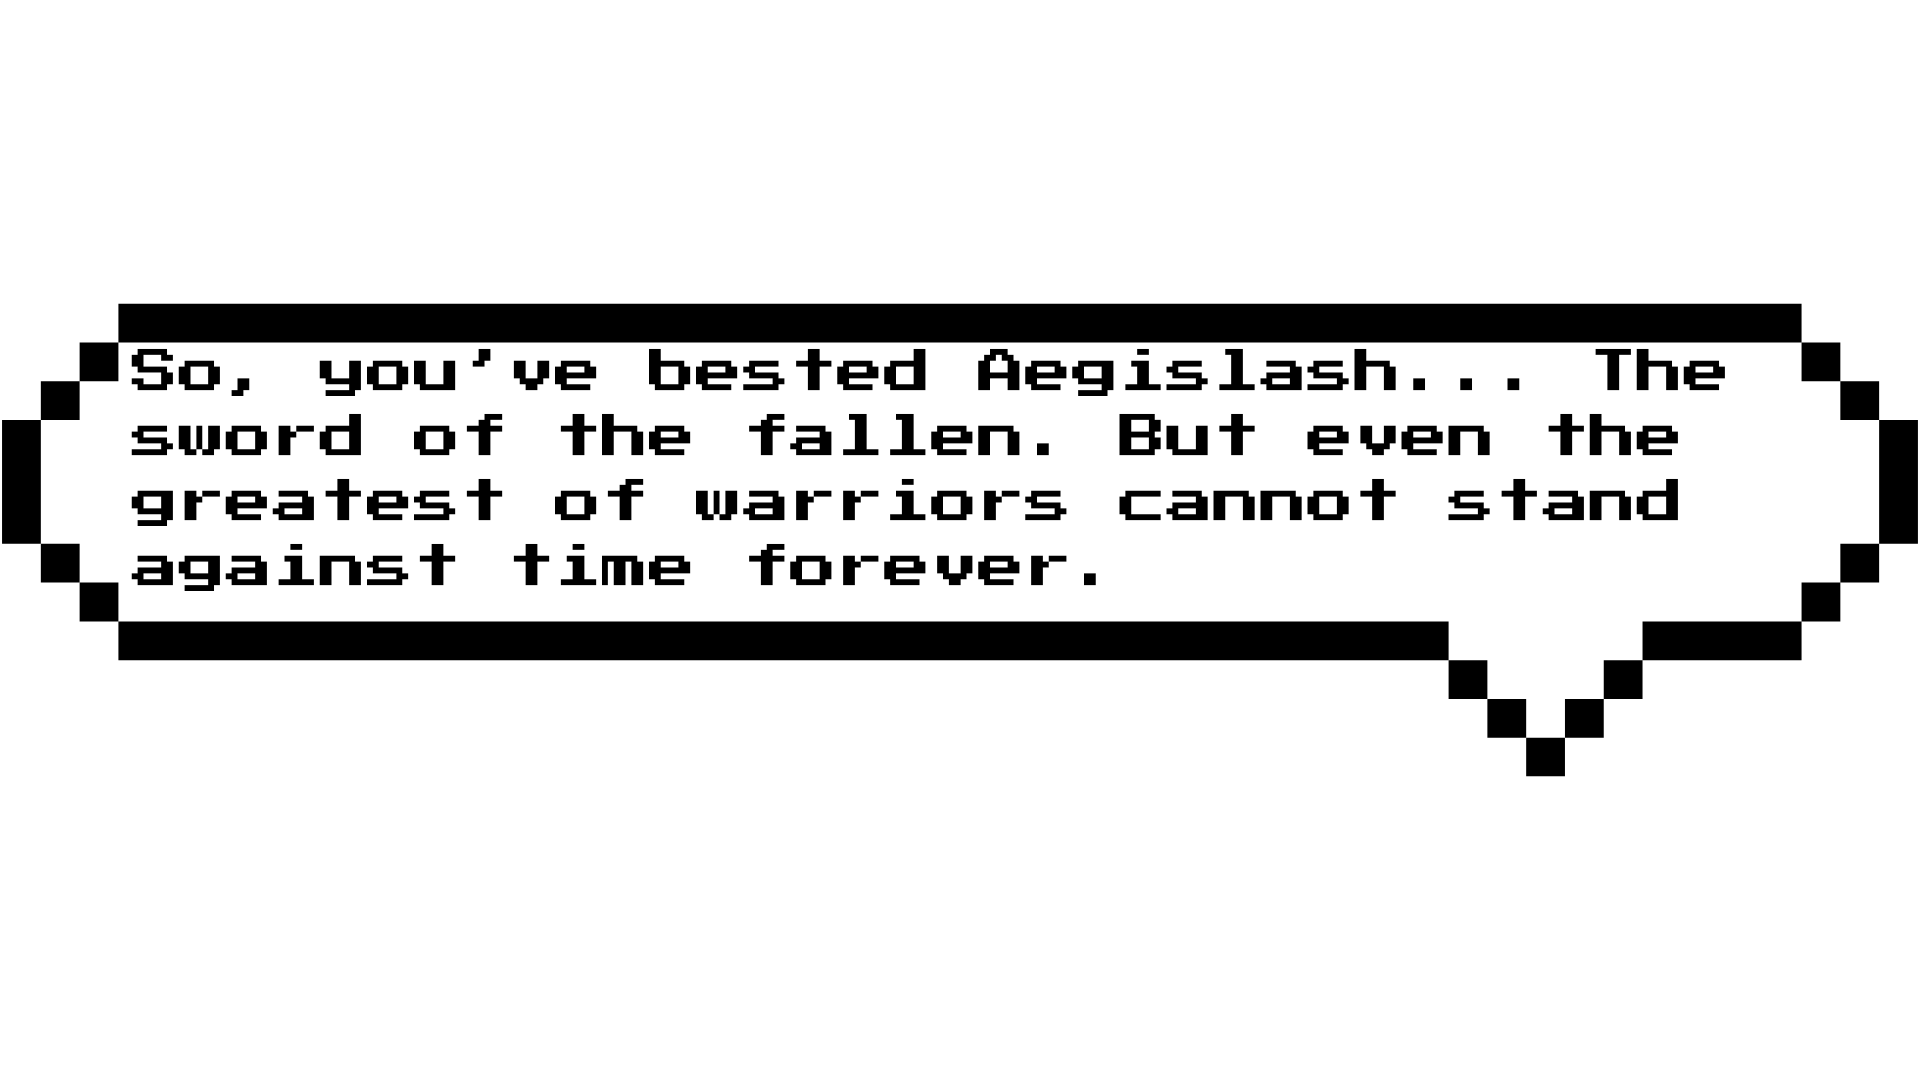 So, you've bested Aegislash... The
sword of the fallen. But even the
greatest of warriors cannot stand
against time forever.